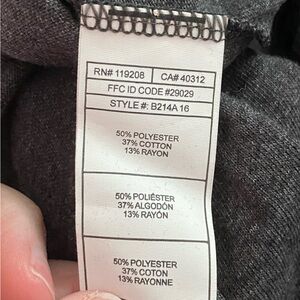 RN# 119208 CA# 40312
FFC ID CODE #29029
STYLE #: B214A 16
50% POLYESTER
37% COTTON
13% RAYON
50% POLIÉSTER
37% ALGODÓN
13% RAYÓN
50% POLYESTER
37% COTON
13% RAYONNE